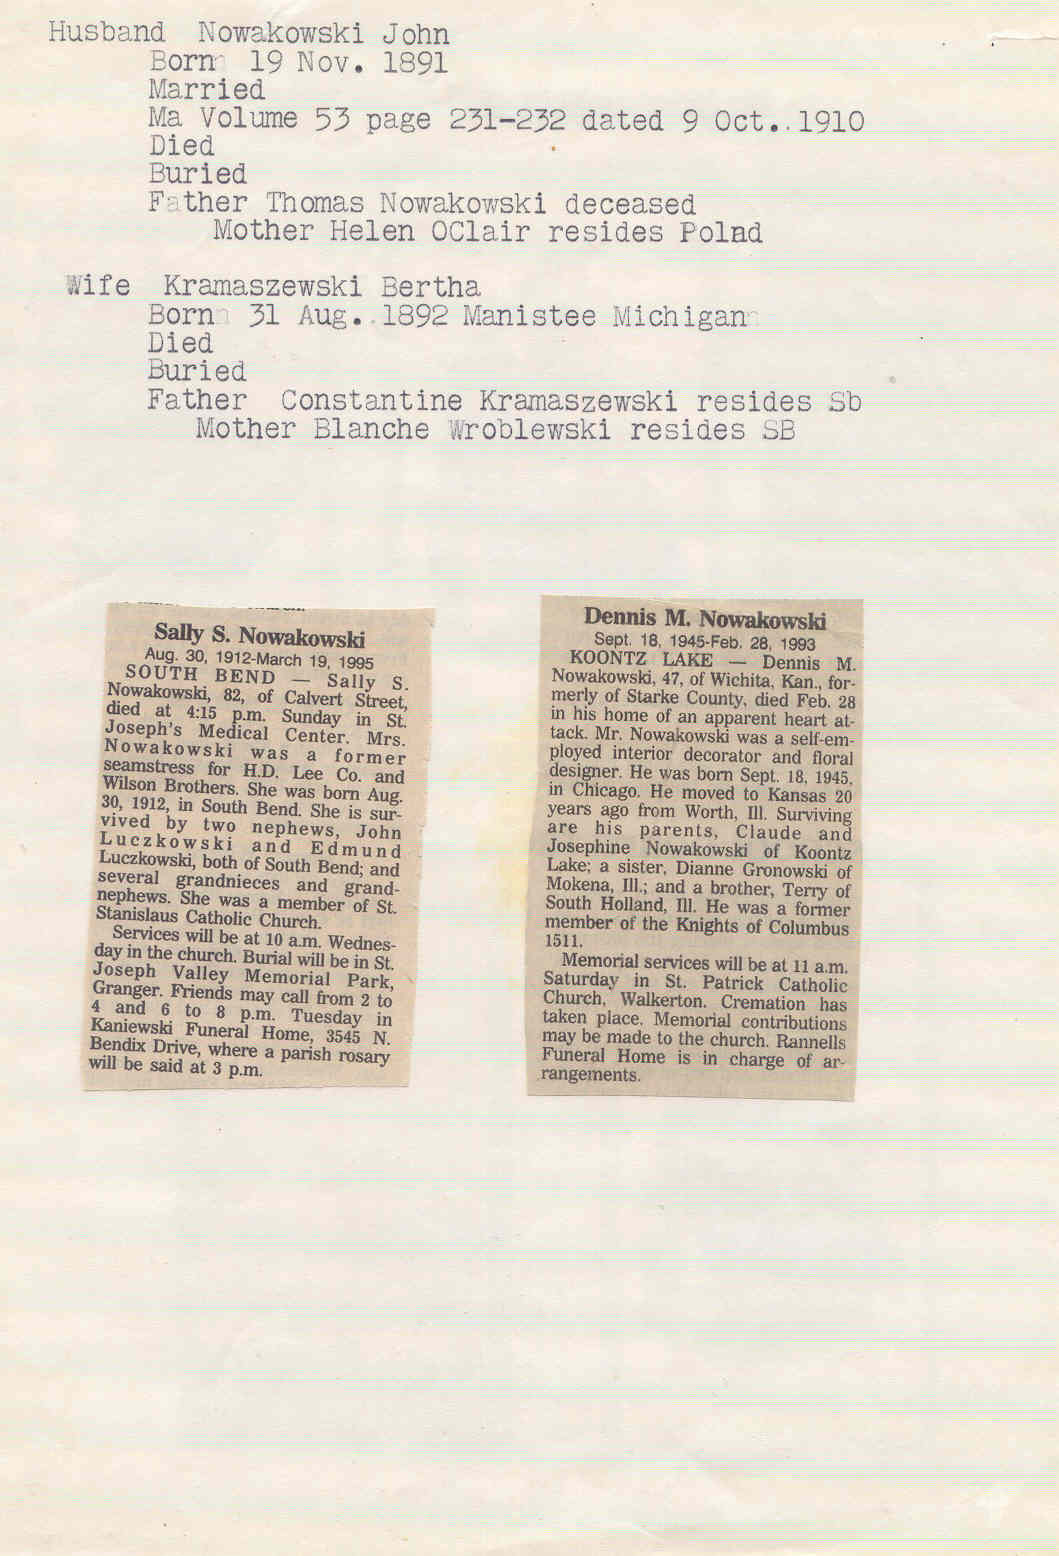 Husband Nowakowski John
Born 19 Nov. 1891
Married
Ma Volume 53 page 231-232 dated 9 Oct. 1910
Died
Buried
Father Thomas Nowakowski deceased
Mother Helen OClair resides Polnd
Wife Kramaszewski Bertha
Born 31 Aug. 1892 Manistee Michigan
Died
Buried
Father Constantine Kramaszewski resides Sb
Mother Blanche Wroblewski resides SB
Sally S. Nowakowski
Aug. 30, 1912-March 19, 1995
SOUTH BEND — Sally S.
Nowakowski, 82, of Calvert Street,
died at 4:15 p.m. Sunday in St.
Joseph's Medical Center. Mrs.
Nowakowski was a former
seamstress for H.D. Lee Co. and
Wilson Brothers. She was born Aug.
30, 1912, in South Bend. She is sur-
vived by two nephews, John
Luczkowski and Edmund
Luczkowski, both of South Bend; and
several grandnieces and grand-
nephews. She was a member of St.
Stanislaus Catholic Church.
Services will be at 10 a.m. Wednes-
day in the church. Burial will be in St.
Joseph Valley Memorial Park,
Granger. Friends may call from 2 to
4 and 6 to 8 p.m. Tuesday in
Kaniewski Funeral Home, 3545 N.
Bendix Drive, where a parish rosary
will be said at 3 p.m.
Dennis M. Nowakowski
Sept. 18, 1945-Feb. 28, 1993
KOONTZ LAKE — Dennis M.
Nowakowski, 47, of Wichita, Kan., for-
merly of Starke County, died Feb. 28
in his home of an apparent heart at-
tack. Mr. Nowakowski was a self-em-
ployed interior decorator and floral
designer. He was born Sept. 18, 1945,
in Chicago. He moved to Kansas 20
years ago from Worth, Ill. Surviving
are his parents, Claude and
Josephine Nowakowski of Koontz
Lake; a sister, Dianne Gronowski of
Mokena, Ill.; and a brother, Terry of
South Holland, Ill. He was a former
member of the Knights of Columbus
1511.
Memorial services will be at 11 a.m.
Saturday in St. Patrick Catholic
Church, Walkerton. Cremation has
taken place. Memorial contributions
may be made to the church. Rannells
Funeral Home is in charge of ar-
rangements.